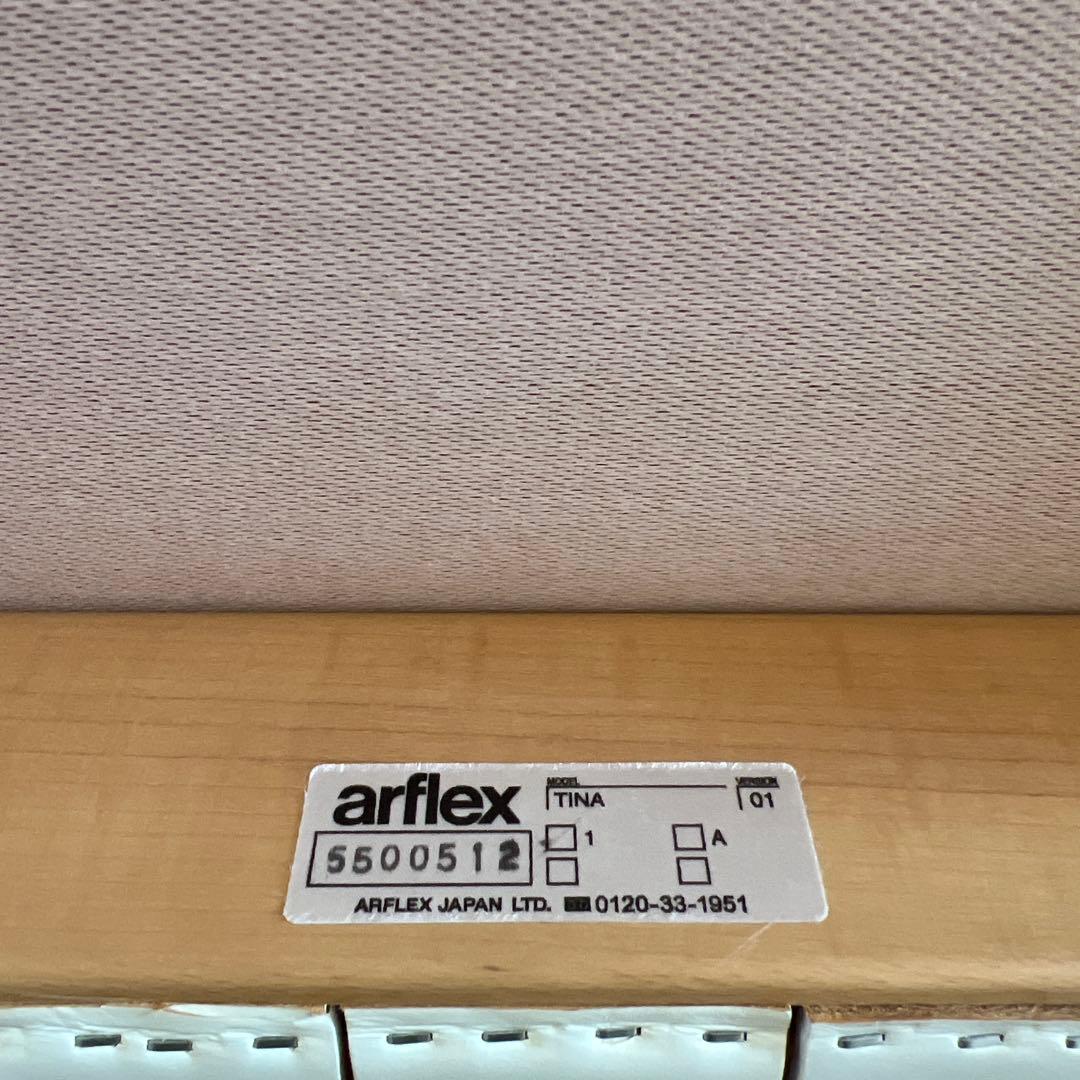 arflex
MODEL
TINA
VERSION
01
5500512
1
A
ARFLEX JAPAN LTD. 0120-33-1951